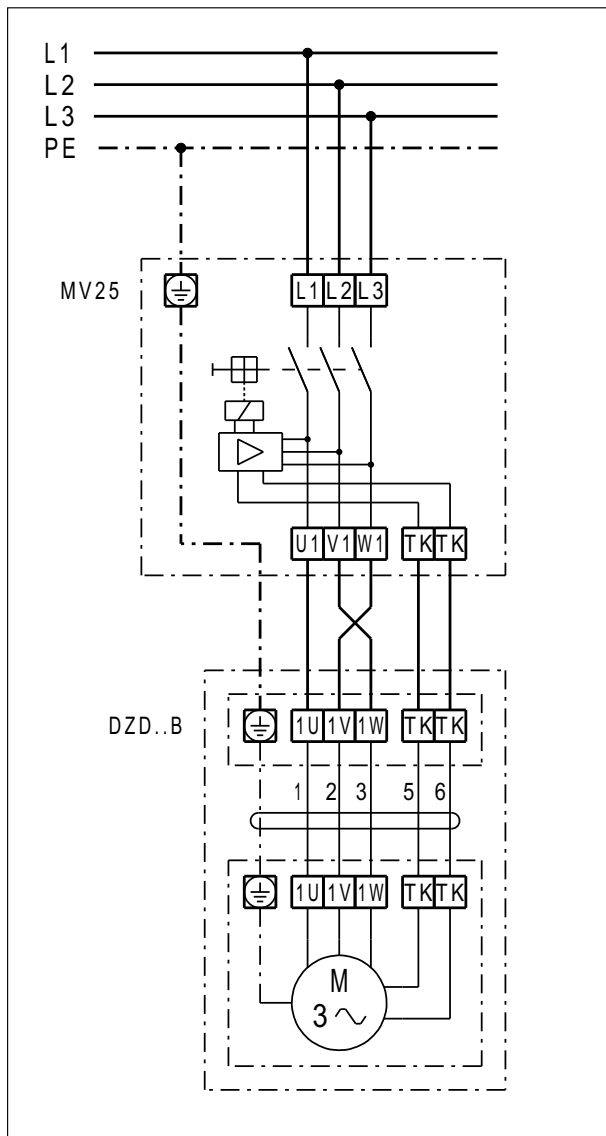 L1
L2
L3
PE
MV25
L1 L2 L3
U1 V1 W1 TK TK
DZD..B
1U 1V 1W TK TK
1 2 3 5 6
1U 1V 1W TK TK
M
3